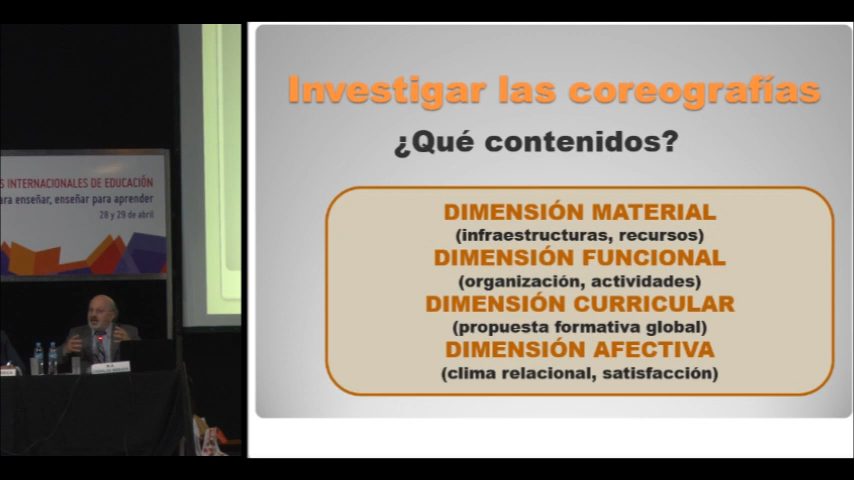 S INTERNACIONALES DE EDUCACIÓN
ara enseñar, enseñar para aprender
28 y 29 de abril
Investigar las coreografías
¿Qué contenidos?
DIMENSIÓN MATERIAL
(infraestructuras, recursos)
DIMENSIÓN FUNCIONAL
(organización, actividades)
DIMENSIÓN CURRICULAR
(propuesta formativa global)
DIMENSIÓN AFECTIVA
(clima relacional, satisfacción)